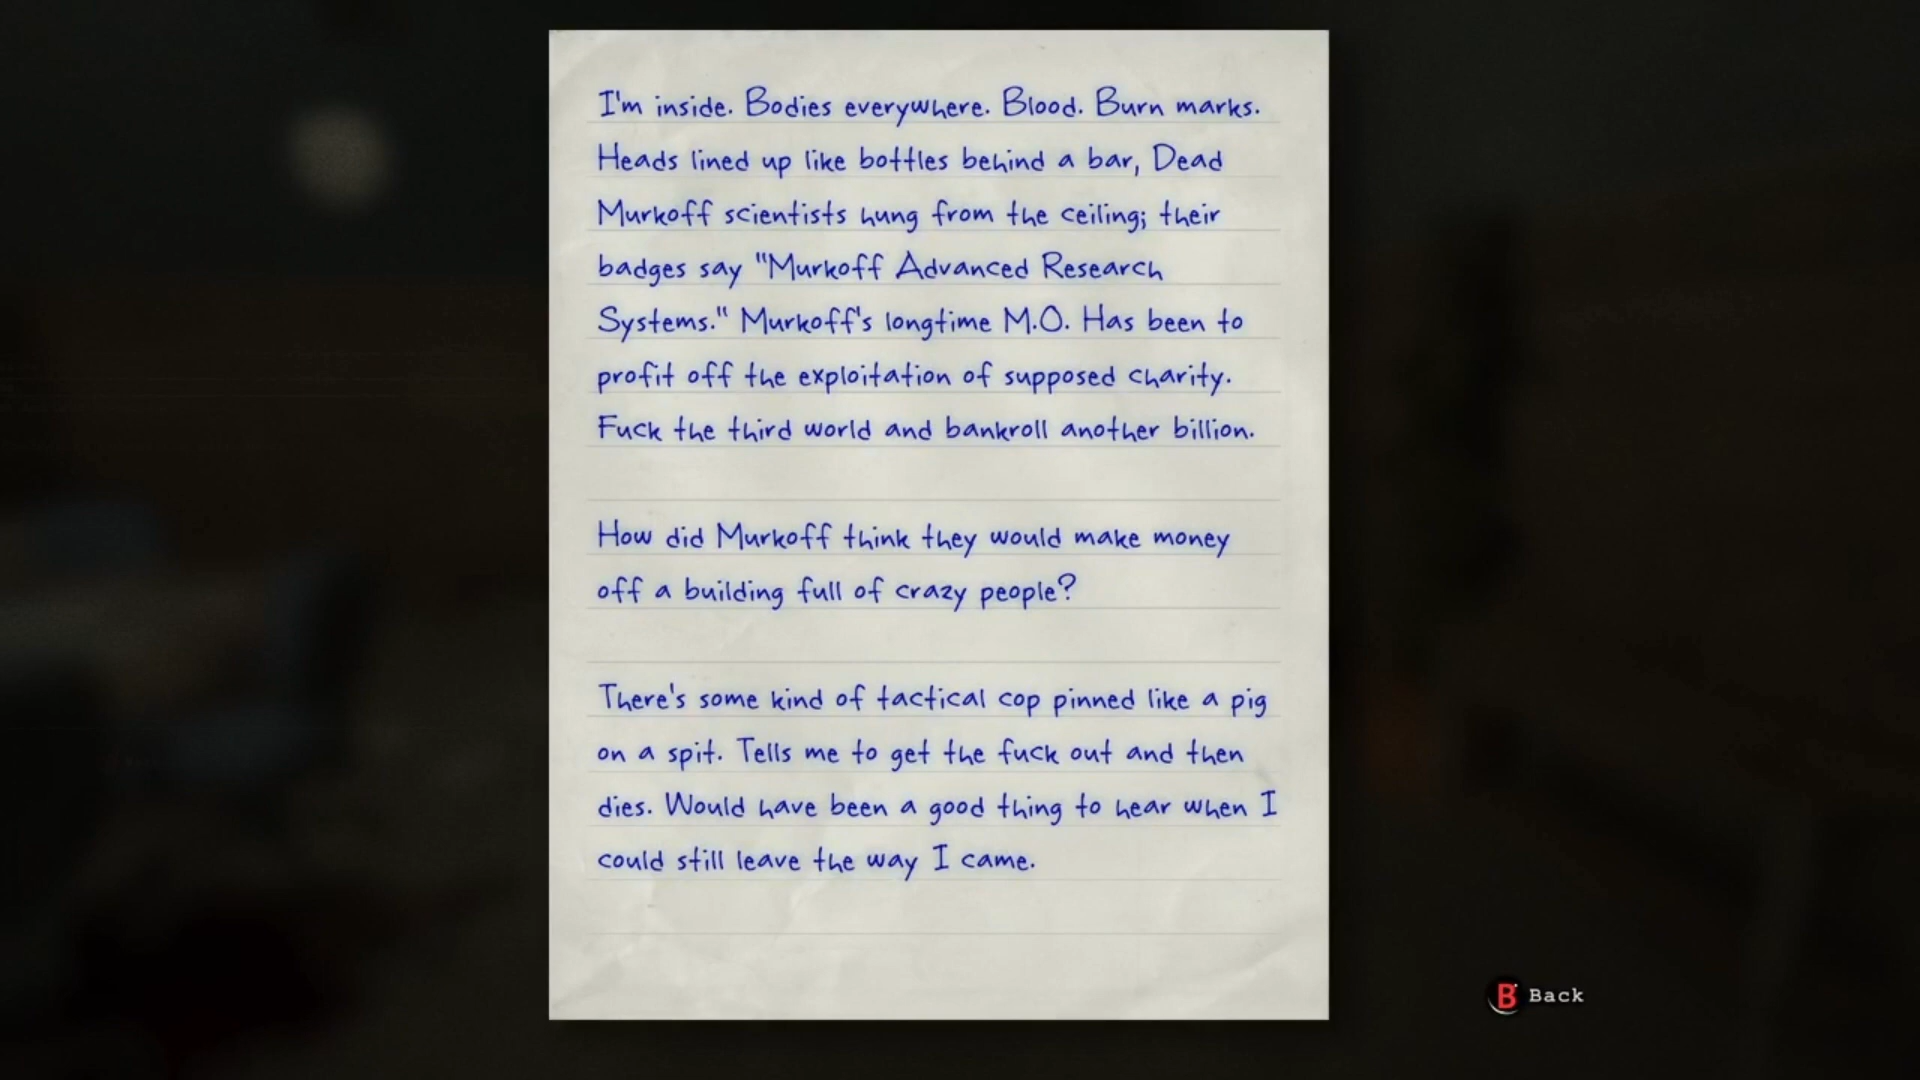 I'm inside. Bodies everywhere. Blood. Burn marks.
Heads lined up like bottles behind a bar, Dead
Murkoff scientists hung from the ceiling; their
badges say "Murkoff Advanced Research
Systems." Murkoff's longtime M.O. Has been to
profit off the exploitation of supposed charity.
Fuck the third world and bankroll another billion.
How did Murkoff think they would make money
off a building full of crazy people?
There's some kind of tactical cop pinned like a pig
on a spit. Tells me to get the fuck out and then
dies. Would have been a good thing to hear when I
could still leave the way I came.
B Back